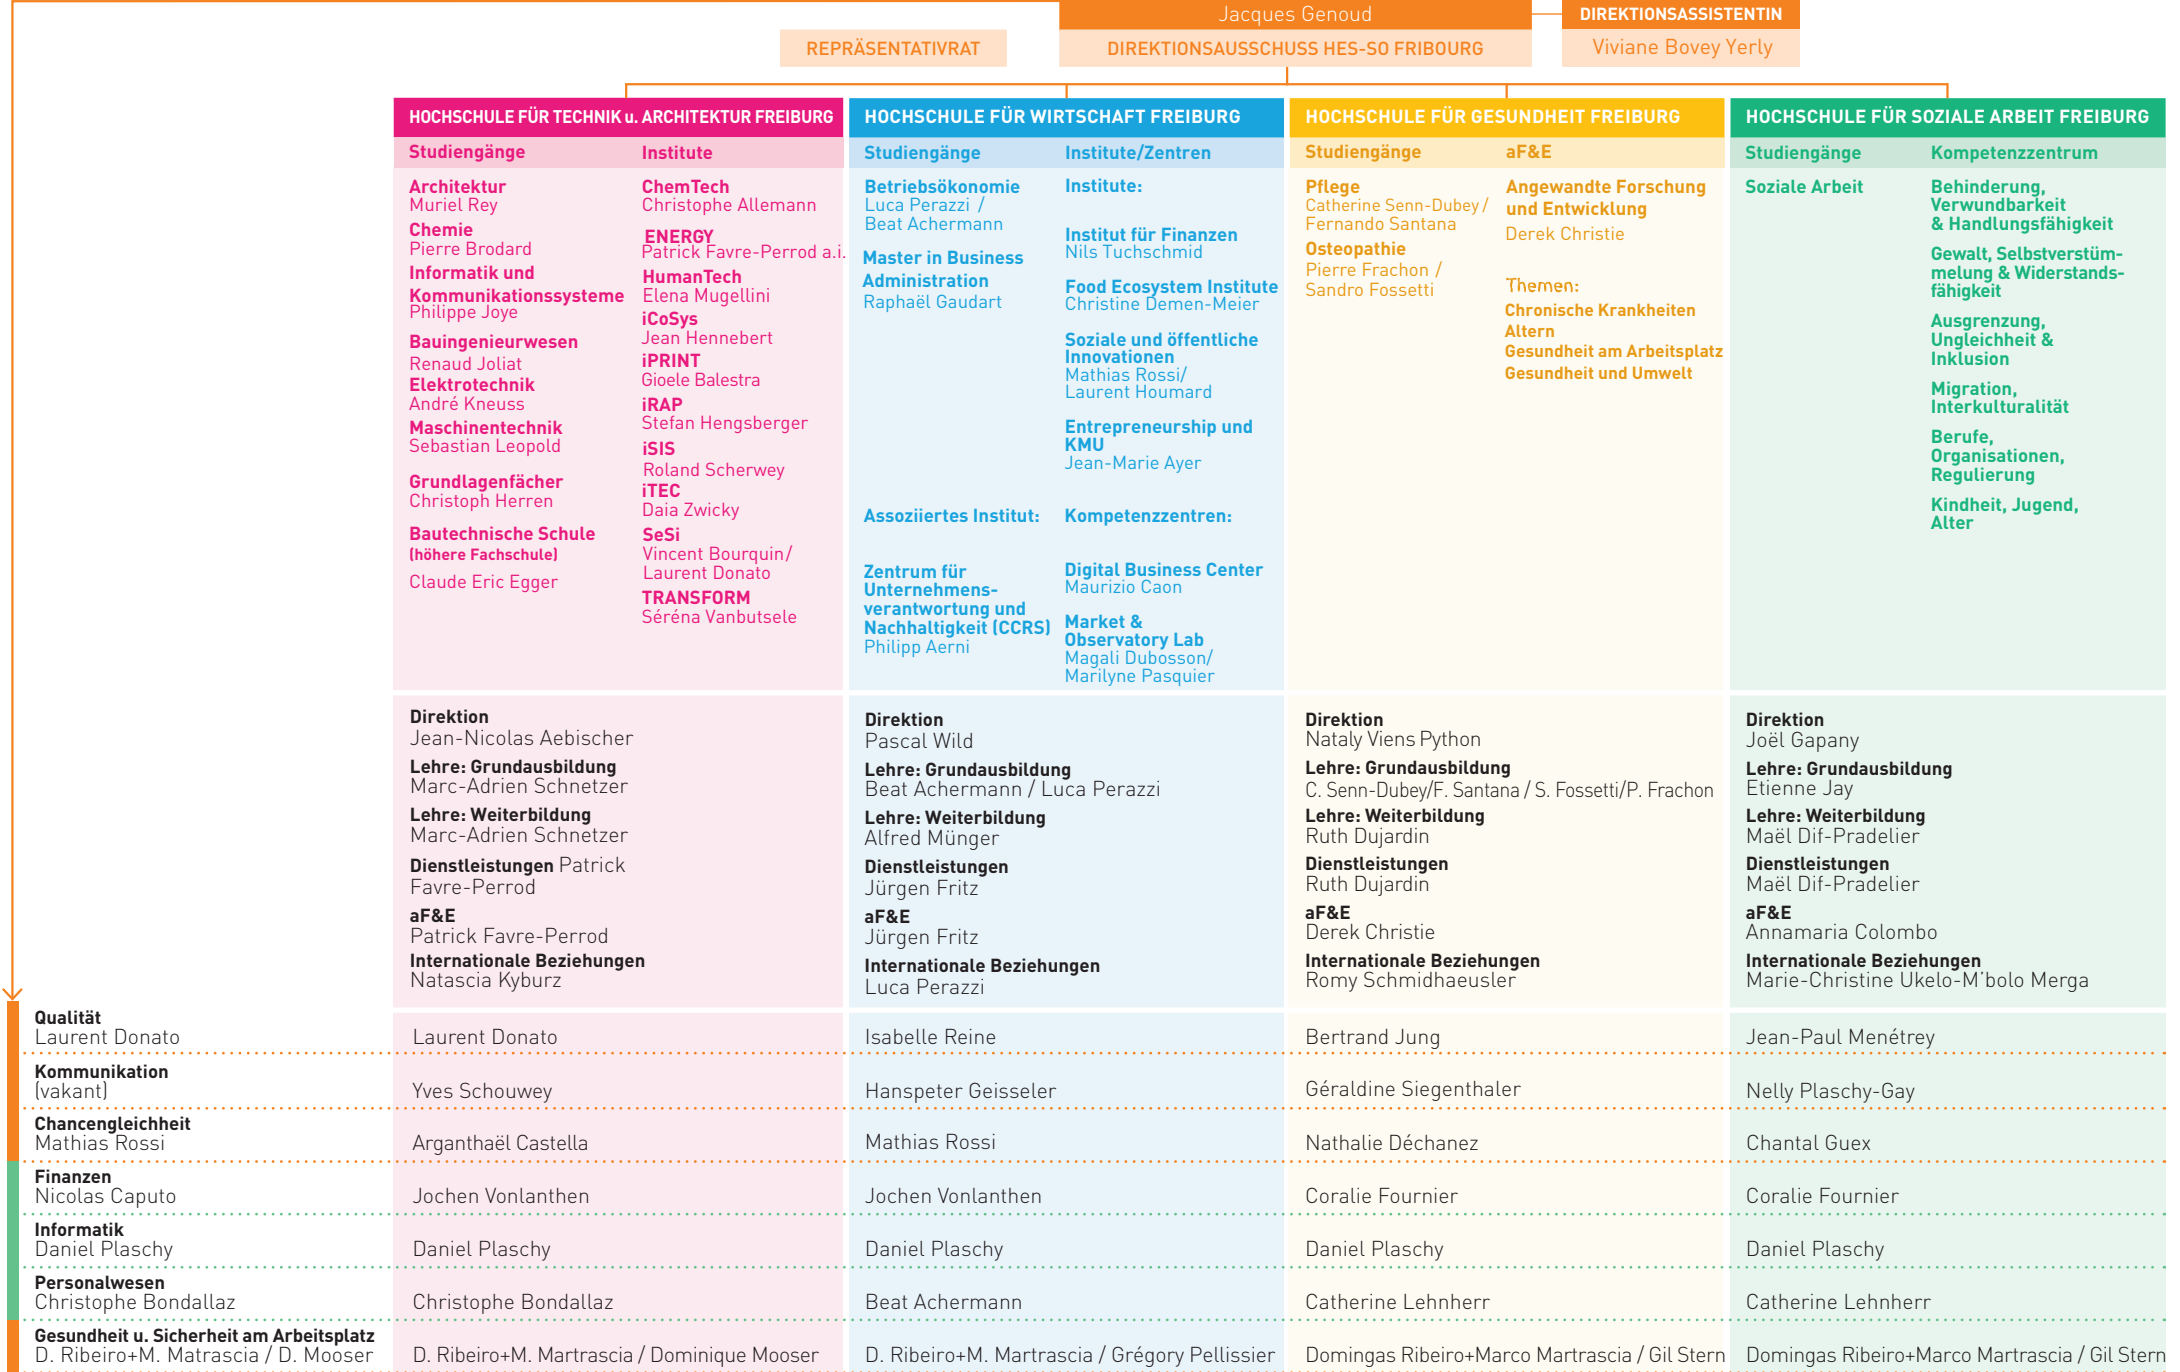 Jacques Genoud
DIREKTIONSASSISTENTIN
REPRÄSENTATIVRAT
DIREKTIONSAUSSCHUSS HES-SO FRIBOURG
Viviane Bovey Yerly
HOCHSCHULE FÜR TECHNIK u. ARCHITEKTUR FREIBURG
Studiengänge
Architektur
Muriel Rey
Chemie
Pierre Brodard
Informatik und
Kommunikationssysteme
Philippe Joye
Bauingenieurwesen
Renaud Joliat
Elektrotechnik
André Kneuss
Maschinentechnik
Sebastian Leopold
Grundlagenfächer
Christoph Herren
Bautechnische Schule
(höhere Fachschule)
Claude Eric Egger
Institute
ChemTech
Christophe Allemann
ENERGY
Patrick Favre-Perrod a.i.
HumanTech
Elena Mugellini
iCoSys
Jean Hennebert
iPRINT
Gioele Balestra
iRAP
Stefan Hengsberger
iSIS
Roland Scherwey
iTEC
Daia Zwicky
SeSi
Vincent Bourquin/
Laurent Donato
TRANSFORM
Séréna Vanbutsele
HOCHSCHULE FÜR WIRTSCHAFT FREIBURG
Studiengänge
Betriebsökonomie
Luca Perazzi /
Beat Achermann
Master in Business
Administration
Raphaël Gaudart
Assoziiertes Institut:
Zentrum für
Unternehmens-
verantwortung und
Nachhaltigkeit (CCRS)
Philipp Aerni
Institute/Zentren
Institute:
Institut für Finanzen
Nils Tuchschmid
Food Ecosystem Institute
Christine Demen-Meier
Soziale und öffentliche
Innovationen
Mathias Rossi/
Laurent Houmard
Entrepreneurship und
KMU
Jean-Marie Ayer
Kompetenzzentren:
Digital Business Center
Maurizio Caon
Market &
Observatory Lab
Magali Dubosson/
Marilyne Pasquier
HOCHSCHULE FÜR GESUNDHEIT FREIBURG
Studiengänge
Pflege
Catherine Senn-Dubey /
Fernando Santana
Osteopathie
Pierre Frachon /
Sandro Fossetti
aF&E
Angewandte Forschung
und Entwicklung
Derek Christie
Themen:
Chronische Krankheiten
Altern
Gesundheit am Arbeitsplatz
Gesundheit und Umwelt
HOCHSCHULE FÜR SOZIALE ARBEIT FREIBURG
Studiengänge
Soziale Arbeit
Kompetenzzentrum
Behinderung,
Verwundbarkeit
& Handlungsfähigkeit
Gewalt, Selbstverstüm-
melung & Widerstands-
fähigkeit
Ausgrenzung,
Ungleichheit &
Inklusion
Migration,
Interkulturalität
Berufe,
Organisationen,
Regulierung
Kindheit, Jugend,
Alter
Direktion
Jean-Nicolas Aebischer
Lehre: Grundausbildung
Marc-Adrien Schnetzer
Lehre: Weiterbildung
Marc-Adrien Schnetzer
Dienstleistungen Patrick
Favre-Perrod
aF&E
Patrick Favre-Perrod
Internationale Beziehungen
Natascia Kyburz
Direktion
Pascal Wild
Lehre: Grundausbildung
Beat Achermann / Luca Perazzi
Lehre: Weiterbildung
Alfred Münger
Dienstleistungen
Jürgen Fritz
aF&E
Jürgen Fritz
Internationale Beziehungen
Luca Perazzi
Direktion
Nataly Viens Python
Lehre: Grundausbildung
C. Senn-Dubey/F. Santana / S. Fossetti/P. Frachon
Lehre: Weiterbildung
Ruth Dujardin
Dienstleistungen
Ruth Dujardin
aF&E
Derek Christie
Internationale Beziehungen
Romy Schmidhaeusler
Direktion
Joël Gapany
Lehre: Grundausbildung
Etienne Jay
Lehre: Weiterbildung
Maël Dif-Pradelier
Dienstleistungen
Maël Dif-Pradelier
aF&E
Annamaria Colombo
Internationale Beziehungen
Marie-Christine Ukelo-M'bolo Merga
Qualität
Laurent Donato
Laurent Donato
Isabelle Reine
Bertrand Jung
Jean-Paul Menétrey
Kommunikation
(vakant)
Yves Schouwey
Hanspeter Geisseler
Géraldine Siegenthaler
Nelly Plaschy-Gay
Chancengleichheit
Mathias Rossi
Arganthaël Castella
Mathias Rossi
Nathalie Déchanez
Chantal Guex
Finanzen
Nicolas Caputo
Jochen Vonlanthen
Jochen Vonlanthen
Coralie Fournier
Coralie Fournier
Informatik
Daniel Plaschy
Daniel Plaschy
Daniel Plaschy
Daniel Plaschy
Daniel Plaschy
Personalwesen
Christophe Bondallaz
Christophe Bondallaz
Beat Achermann
Catherine Lehnherr
Catherine Lehnherr
Gesundheit u. Sicherheit am Arbeitsplatz
D. Ribeiro+M. Matrascia / D. Mooser
D. Ribeiro+M. Martrascia / Dominique Mooser
D. Ribeiro+M. Martrascia / Grégory Pellissier
Domingas Ribeiro+Marco Martrascia / Gil Stern
Domingas Ribeiro+Marco Martrascia / Gil Stern